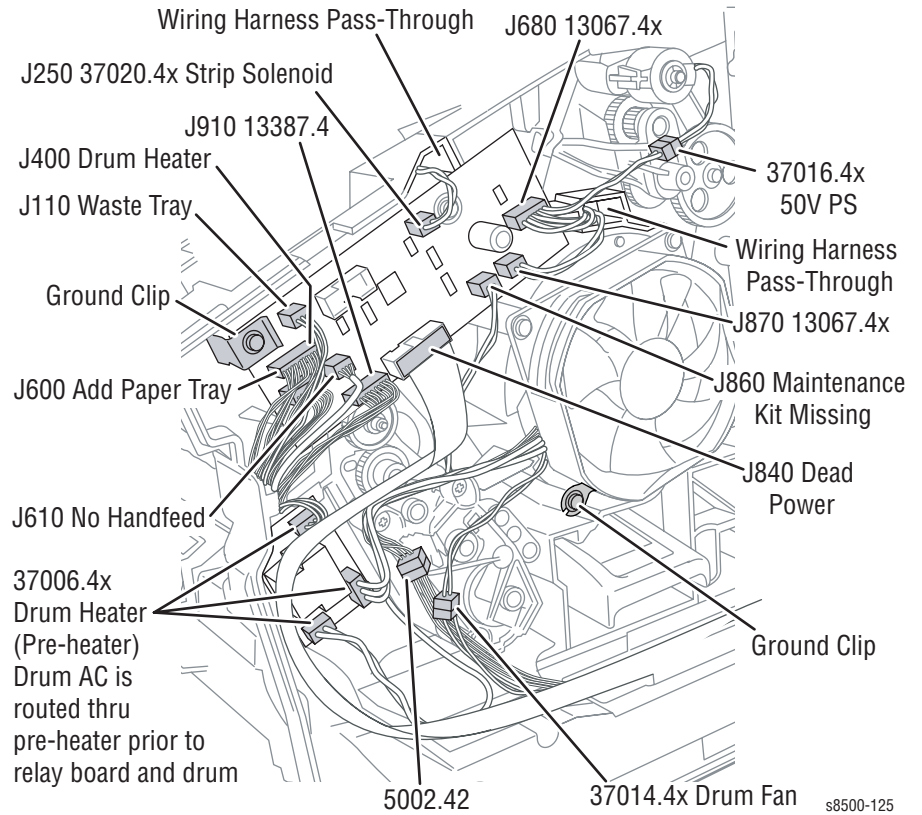 Wiring Harness Pass-Through
J680 13067.4x
J250 37020.4x Strip Solenoid
J910 13387.4
J400 Drum Heater
J110 Waste Tray
37016.4x
50V PS
Wiring Harness
Pass-Through
Ground Clip
J870 13067.4x
J600 Add Paper Tray
J860 Maintenance
Kit Missing
J840 Dead
Power
J610 No Handfeed
37006.4x
Drum Heater
(Pre-heater)
Drum AC is
routed thru
pre-heater prior to
relay board and drum
Ground Clip
5002.42
37014.4x Drum Fan
s8500-125